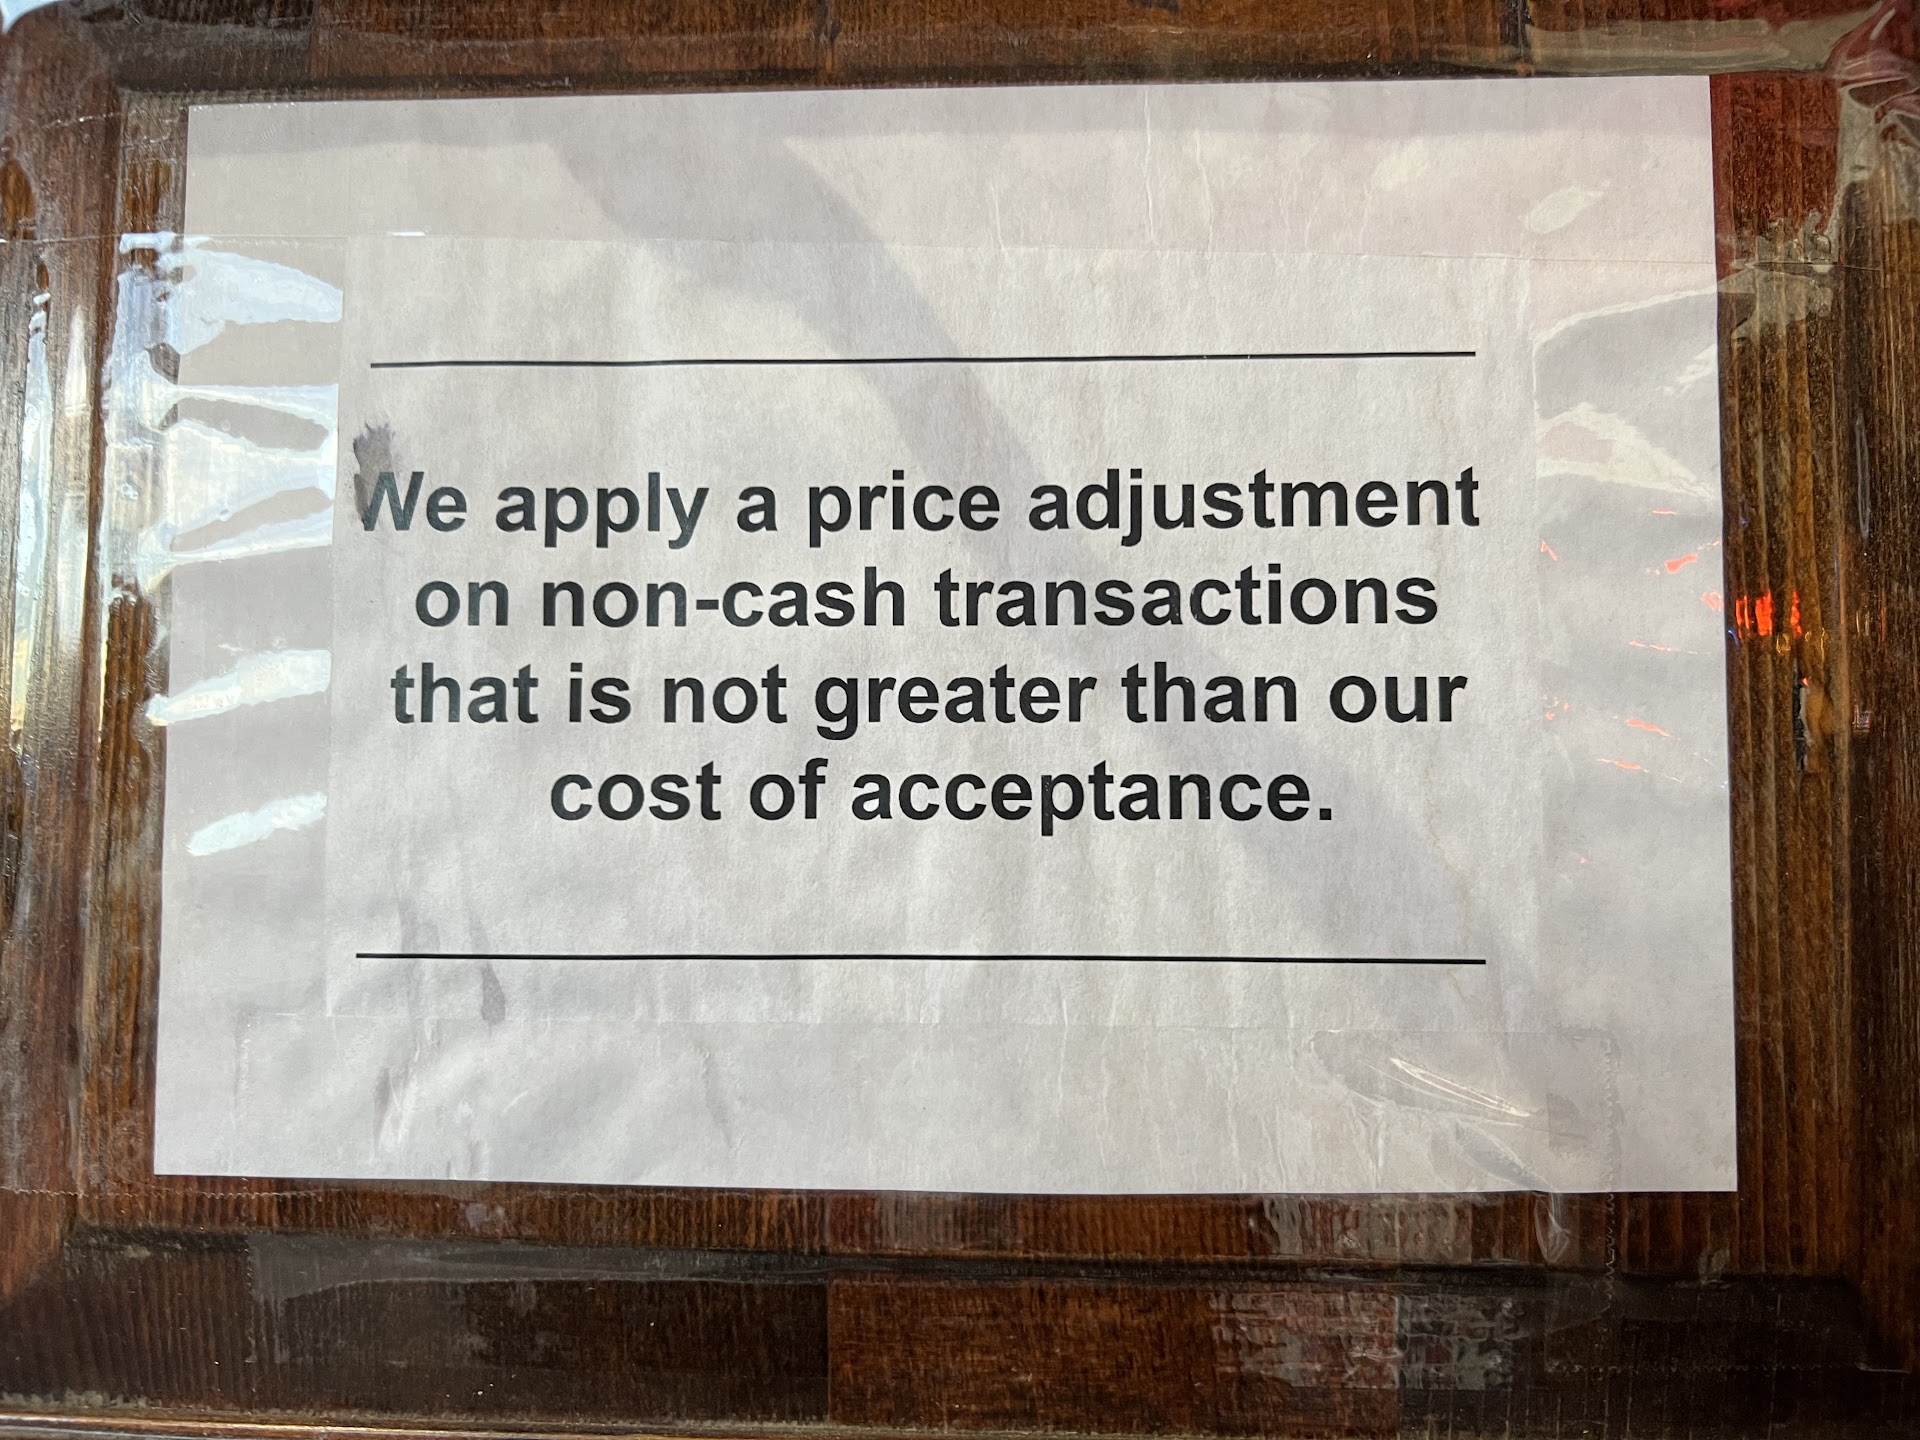 We apply a price adjustment
on non-cash transactions
that is not greater than our
cost of acceptance.